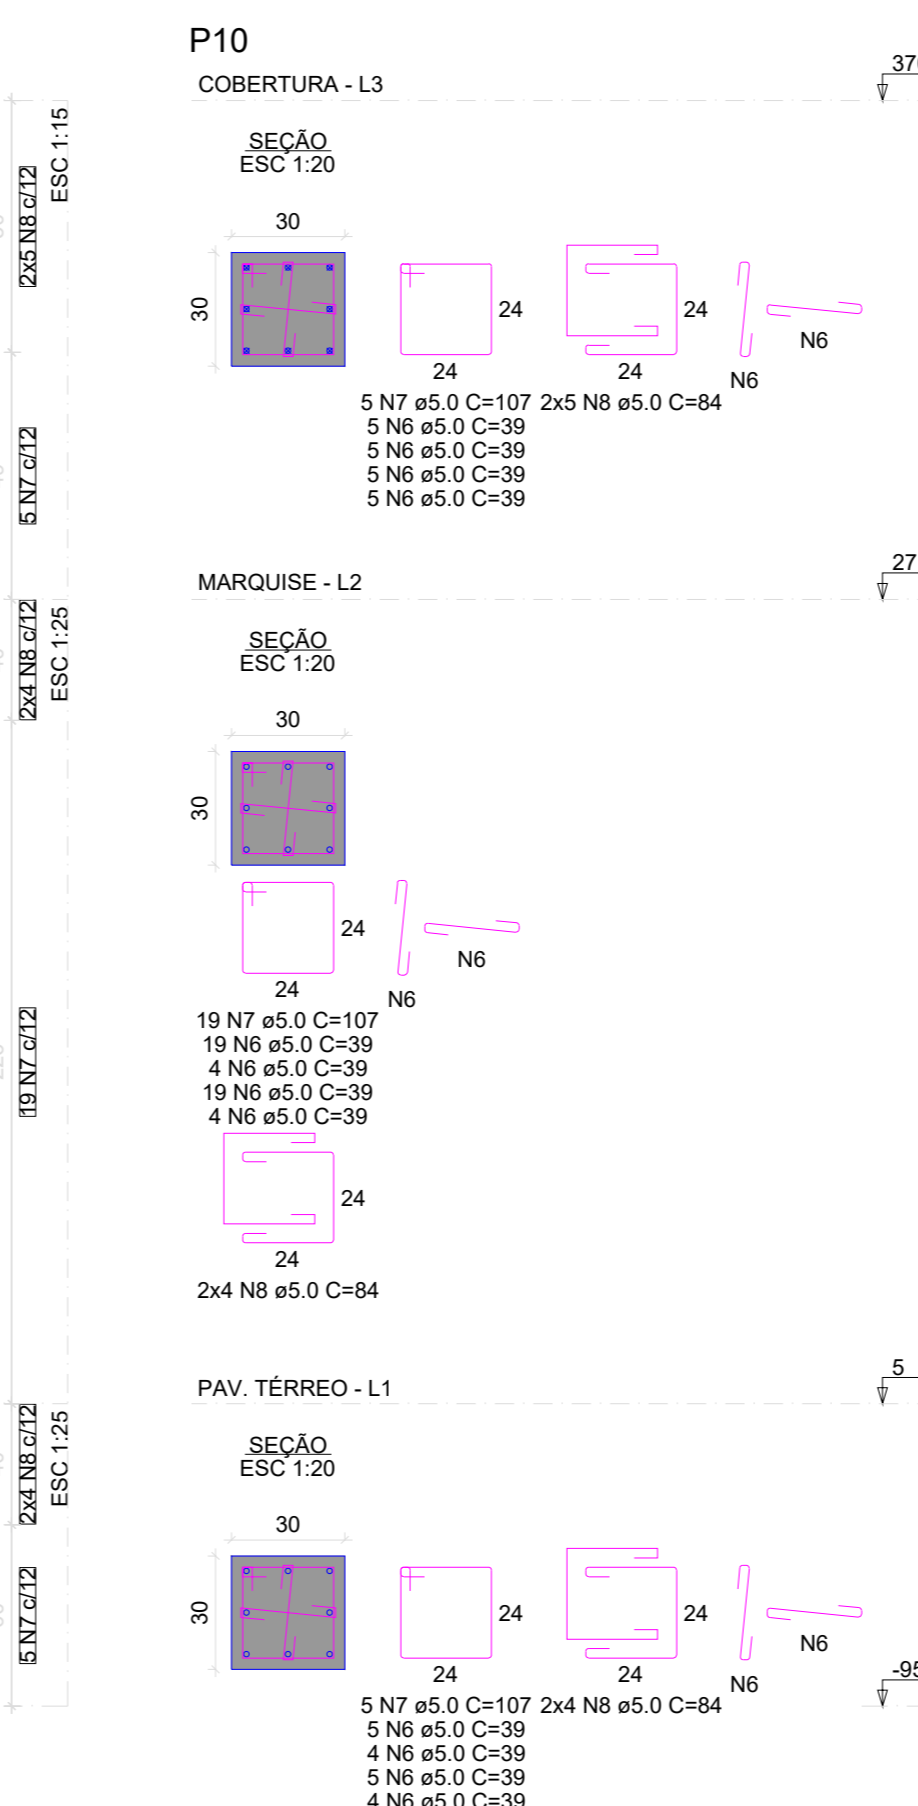 P10
COBERTURA - L3
370
ESC 1:15
2x5 N8 c/12
SEÇÃO
ESC 1:20
30
30
24
24
24
24
N6
N6
5 N7 ø5.0 C=107
2x5 N8 ø5.0 C=84
5 N6 ø5.0 C=39
5 N6 ø5.0 C=39
5 N6 ø5.0 C=39
5 N6 ø5.0 C=39
5 N7 c/12
MARQUISE - L2
27
2x4 N8 c/12
ESC 1:25
SEÇÃO
ESC 1:20
30
30
24
24
N6
N6
19 N7 ø5.0 C=107
19 N6 ø5.0 C=39
4 N6 ø5.0 C=39
19 N6 ø5.0 C=39
4 N6 ø5.0 C=39
19 N7 c/12
24
24
2x4 N8 ø5.0 C=84
PAV. TÉRREO - L1
5
2x4 N8 c/12
ESC 1:25
SEÇÃO
ESC 1:20
30
30
24
24
24
24
N6
N6
-95
5 N7 c/12
5 N7 ø5.0 C=107
2x4 N8 ø5.0 C=84
5 N6 ø5.0 C=39
4 N6 ø5.0 C=39
5 N6 ø5.0 C=39
4 N6 ø5.0 C=39